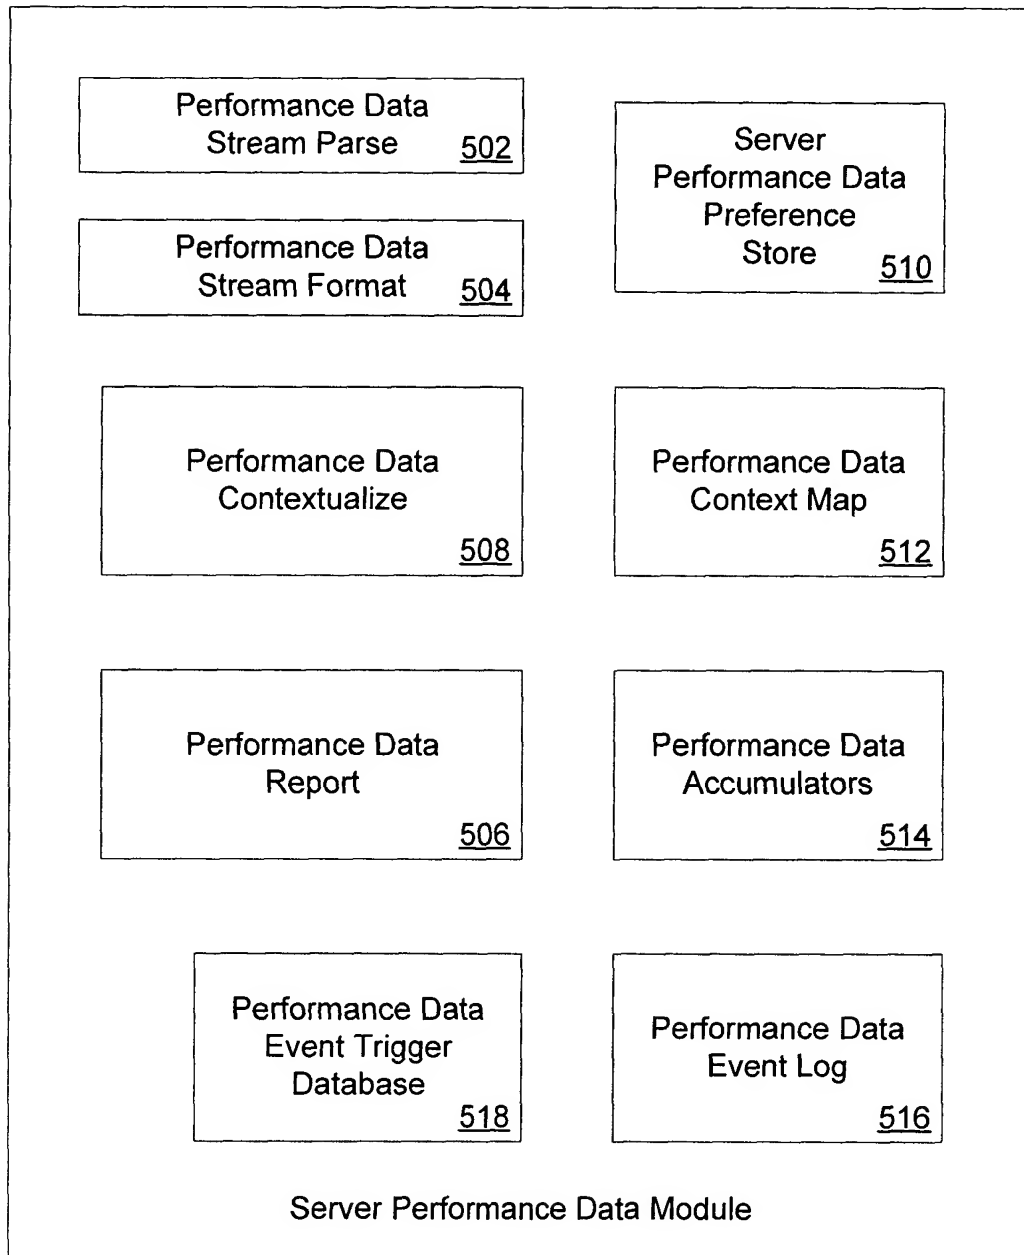 Performance Data
Stream Parse 502
Server
Performance Data
Preference
Store 510
Performance Data
Stream Format 504
Performance Data
Contextualize
508
Performance Data
Context Map
512
Performance Data
Report
506
Performance Data
Accumulators
514
Performance Data
Event Trigger
Database
518
Performance Data
Event Log
516
Server Performance Data Module